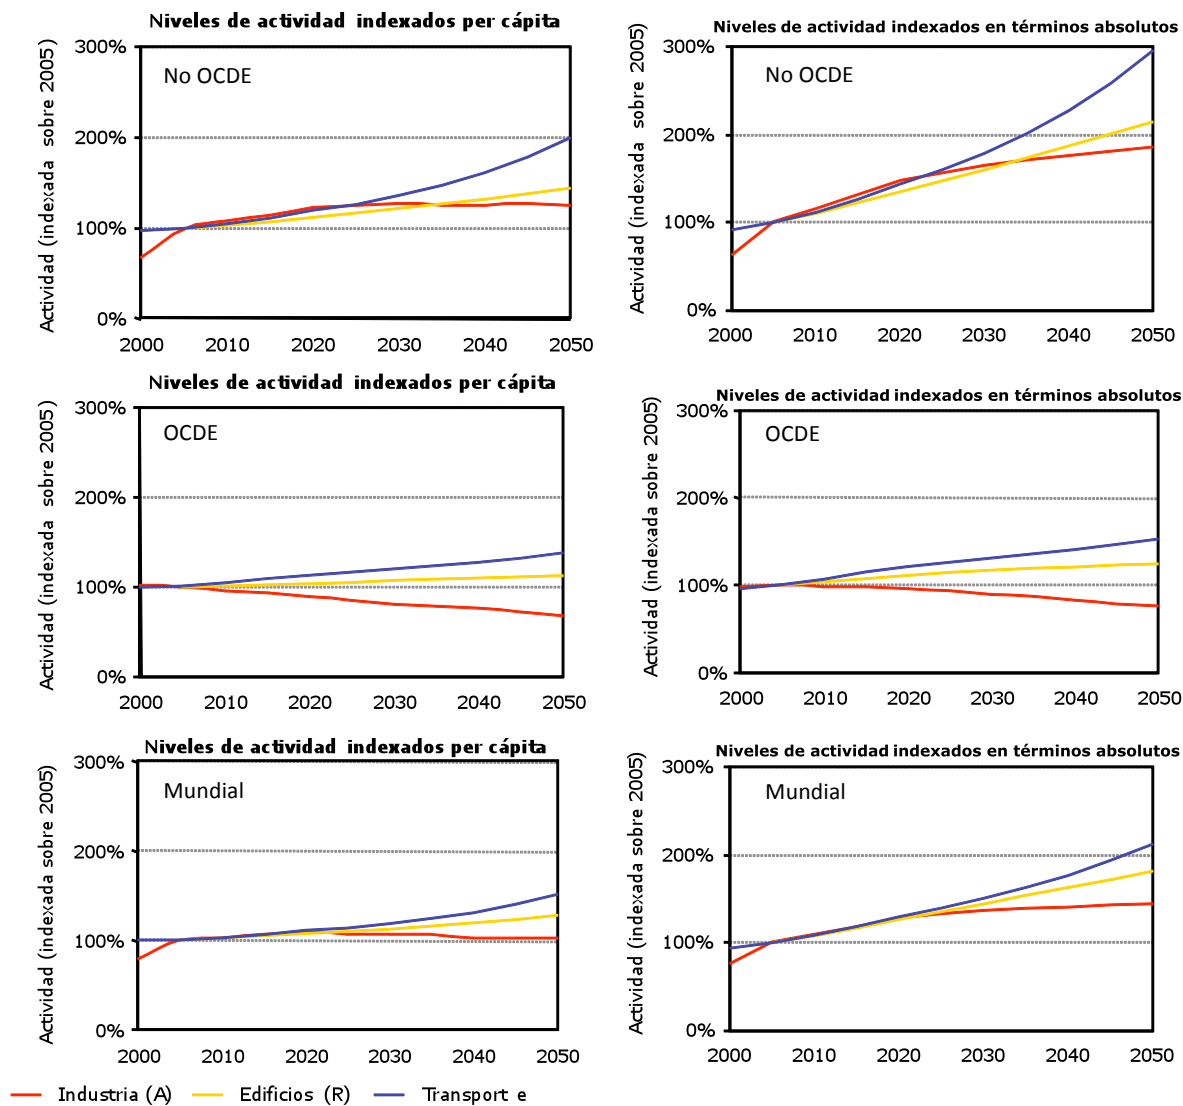 Niveles de actividad indexados per cápita
Actividad (indexada sobre 2005)
300%
200%
100%
0%
No OCDE
2000 2010 2020 2030 2040 2050
Niveles de actividad indexados en términos absolutos
Actividad (indexada sobre 2005)
300%
200%
100%
0%
No OCDE
2000 2010 2020 2030 2040 2050
Niveles de actividad indexados per cápita
Actividad (indexada sobre 2005)
300%
200%
100%
0%
OCDE
2000 2010 2020 2030 2040 2050
Niveles de actividad indexados en términos absolutos
Actividad (indexada sobre 2005)
300%
200%
100%
0%
OCDE
2000 2010 2020 2030 2040 2050
Niveles de actividad indexados per cápita
Actividad (indexada sobre 2005)
300%
200%
100%
0%
Mundial
2000 2010 2020 2030 2040 2050
Niveles de actividad indexados en términos absolutos
Actividad (indexada sobre 2005)
300%
200%
100%
0%
Mundial
2000 2010 2020 2030 2040 2050
Industria (A) Edificios (R) Transport e